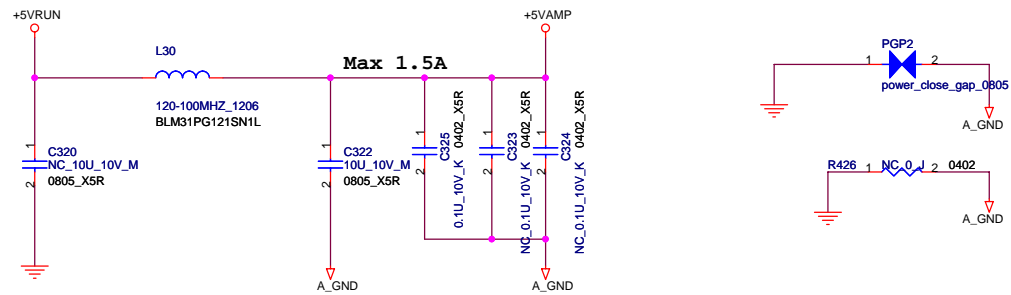 +5VRUN
+5VAMP
L30
Max 1.5A
120-100MHZ_1206
BLM31PG121SN1L
1
2
C320
NC_10U_10V_M
0805_X5R
1
2
C322
10U_10V_M
0805_X5R
A_GND
1
2
C325
0.1U_10V_K 0402_X5R
1
2
C323
NC_0.1U_10V_K 0402_X5R
1
2
C324
NC_0.1U_10V_K 0402_X5R
A_GND
PGP2
1 2
power_close_gap_0805
A_GND
R426 1 NC_0_J 2 0402
A_GND